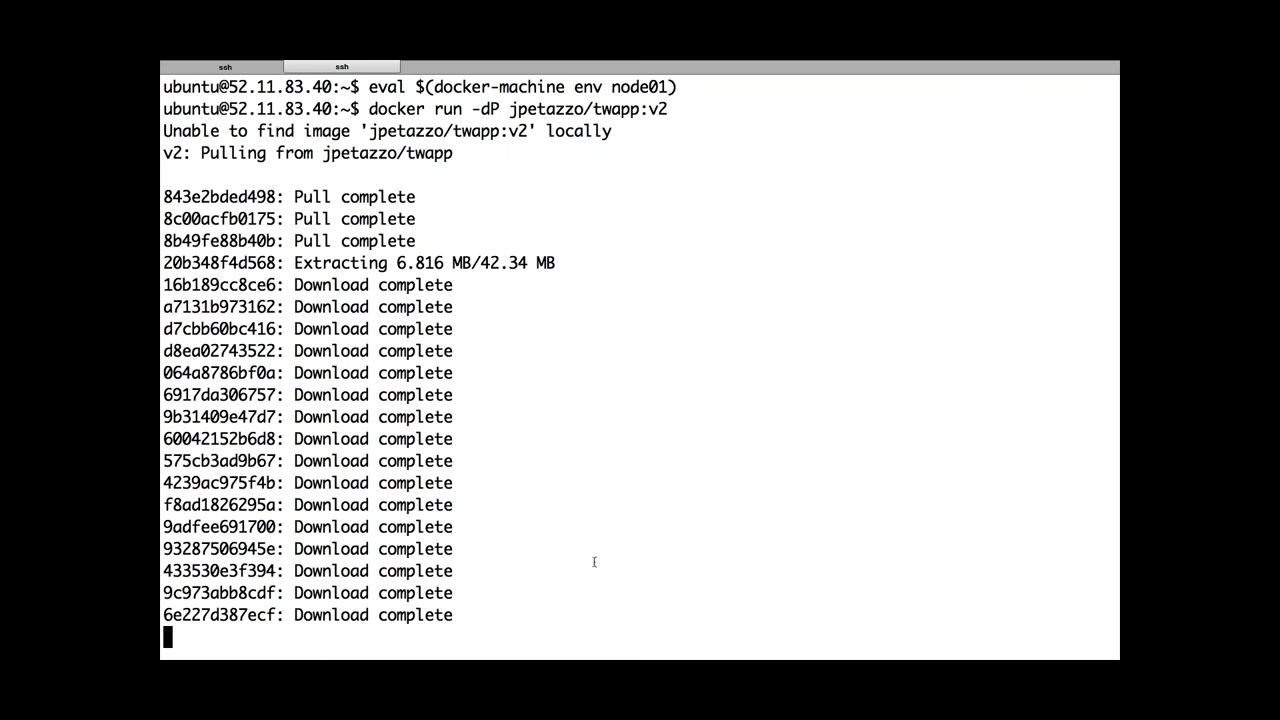 ssh
ssh
ubuntu@52.11.83.40:~$ eval $(docker-machine env node01)
ubuntu@52.11.83.40:~$ docker run -dP jpetazzo/twapp:v2
Unable to find image 'jpetazzo/twapp:v2' locally
v2: Pulling from jpetazzo/twapp
843e2bded498: Pull complete
8c00acfb0175: Pull complete
8b49fe88b40b: Pull complete
20b348f4d568: Extracting 6.816 MB/42.34 MB
16b189cc8ce6: Download complete
a7131b973162: Download complete
d7cbb60bc416: Download complete
d8ea02743522: Download complete
064a8786bf0a: Download complete
6917da306757: Download complete
9b31409e47d7: Download complete
60042152b6d8: Download complete
575cb3ad9b67: Download complete
4239ac975f4b: Download complete
f8ad1826295a: Download complete
9adfee691700: Download complete
93287506945e: Download complete
433530e3f394: Download complete
9c973abb8cdf: Download complete
6e227d387ecf: Download complete